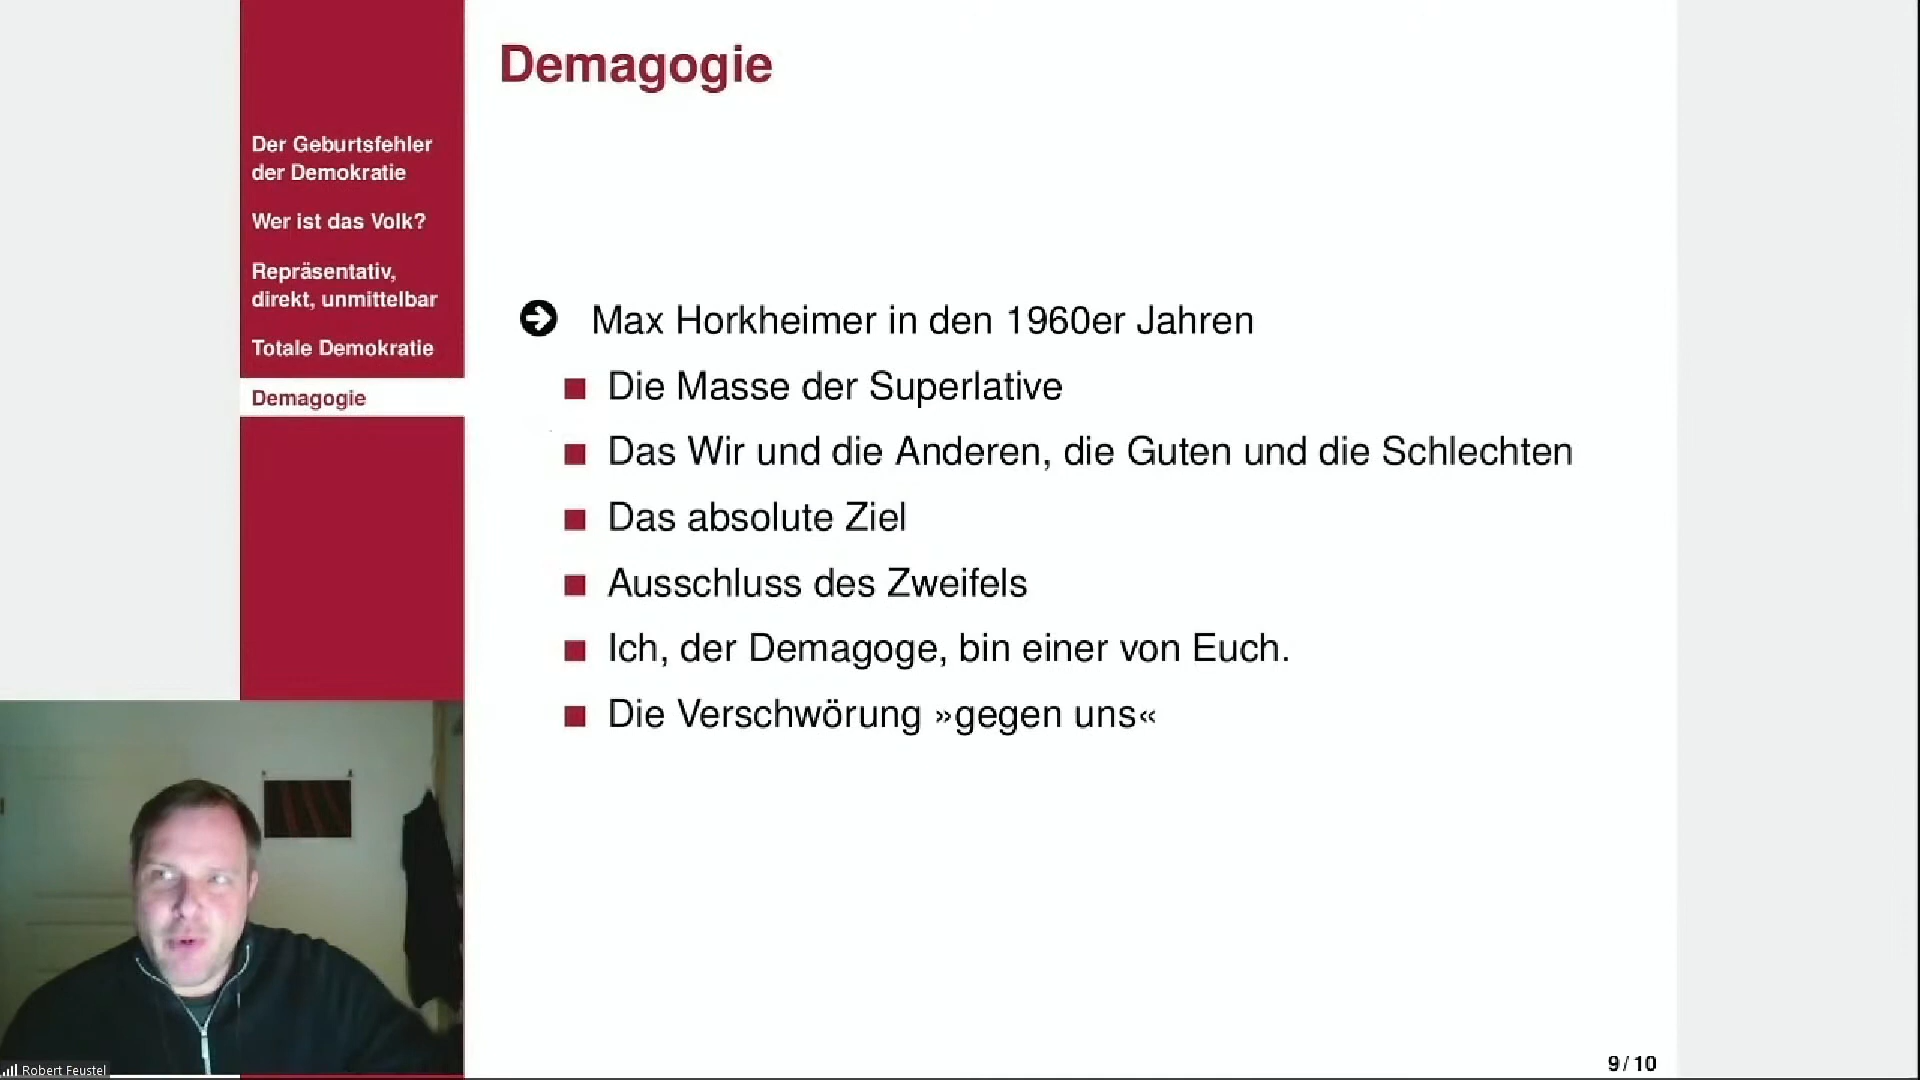 Demagogie
Der Geburtsfehler
der Demokratie
Wer ist das Volk?
Repräsentativ,
direkt, unmittelbar
Totale Demokratie
Demagogie
Max Horkheimer in den 1960er Jahren
Die Masse der Superlative
Das Wir und die Anderen, die Guten und die Schlechten
Das absolute Ziel
Ausschluss des Zweifels
Ich, der Demagoge, bin einer von Euch.
Die Verschwörung »gegen uns«
Robert Feustel
9 / 10